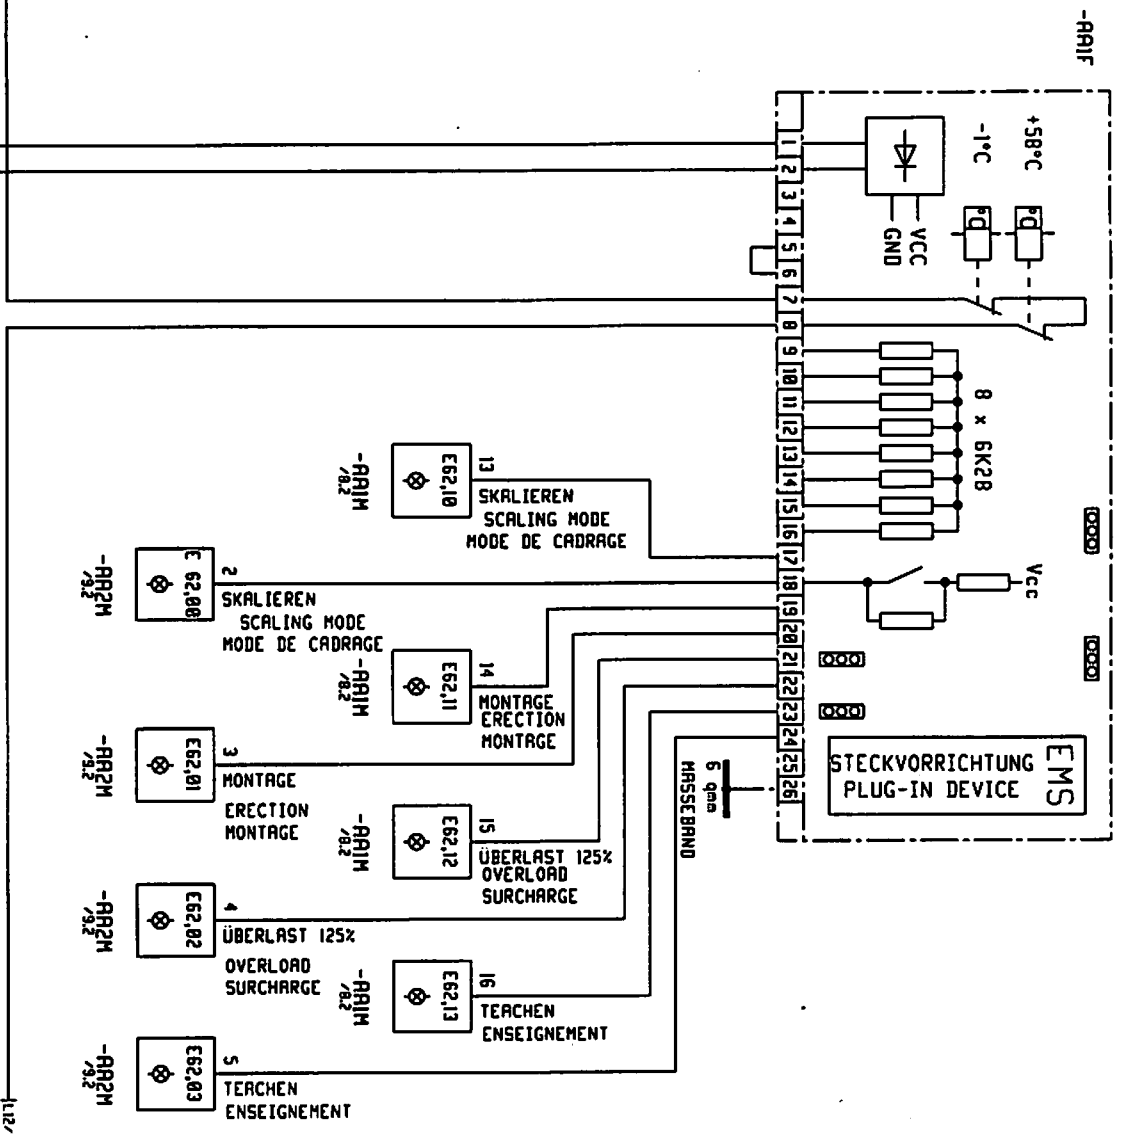 -AA1F
+58°C
-1°C
°C
°C
VCC
GND
1
2
3
4
5
6
7
8
9
10
11
12
13
14
15
16
17
18
19
20
21
22
23
24
25
26
8 x 6K28
Vcc
EMS
STECKVORRICHTUNG
PLUG-IN DEVICE
6 qmm
MASSEBAND
E62,10
13
-AA1M
/8.2
SKALIEREN
SCALING MODE
MODE DE CADRAGE
E 62,00
2
-AA2M
/9.2
SKALIEREN
SCALING MODE
MODE DE CADRAGE
E62,11
14
-AA1M
/8.2
MONTAGE
ERECTION
MONTAGE
E62,01
3
-AA2M
/9.2
MONTAGE
ERECTION
MONTAGE
E62,12
15
-AA1M
/8.2
ÜBERLAST 125%
OVERLOAD
SURCHARGE
E62,02
4
-AA2M
/9.2
ÜBERLAST 125%
OVERLOAD
SURCHARGE
E62,13
16
-AA1M
/8.2
TEACHEN
ENSEIGNEMENT
E62,03
5
-AA2M
/9.2
TEACHEN
ENSEIGNEMENT